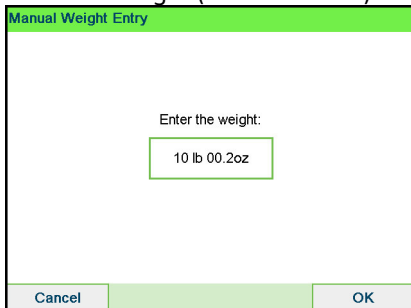 Manual Weight Entry
Enter the weight:
10 lb 00.2oz
Cancel OK